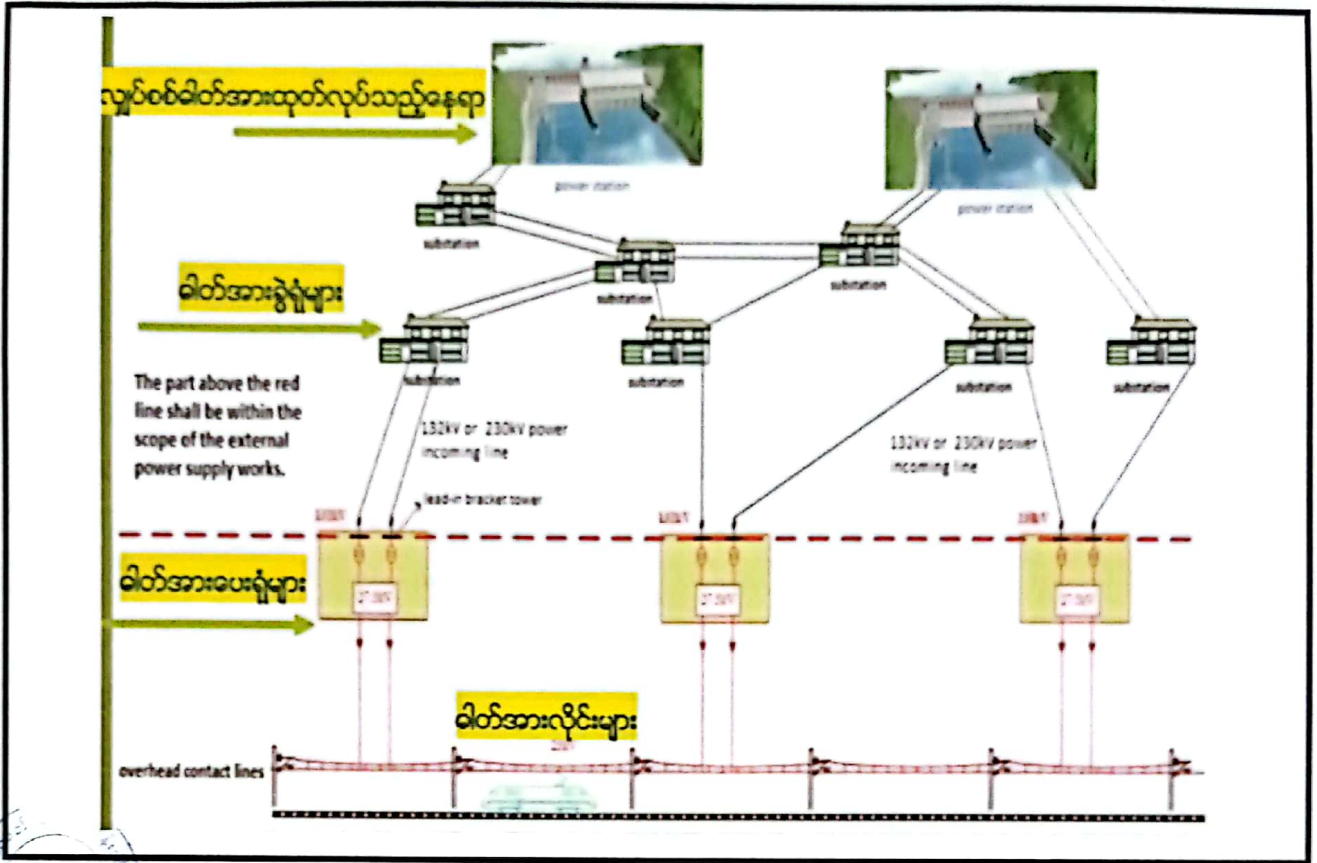 လျှပ်စစ်ဓါတ်အားထုတ်လုပ်သည့်နေရာ
power station
power station
substation
substation
substation
ဓါတ်အားခွဲရုံများ
substation
substation
substation
substation
The part above the red
line shall be within the
scope of the external
power supply works.
132kV or 230kV power
incoming line
132kV or 230kV power
incoming line
lead-in bracket tower
ဓါတ်အားပေးရုံများ
ဓါတ်အားလိုင်းများ
overhead contact lines